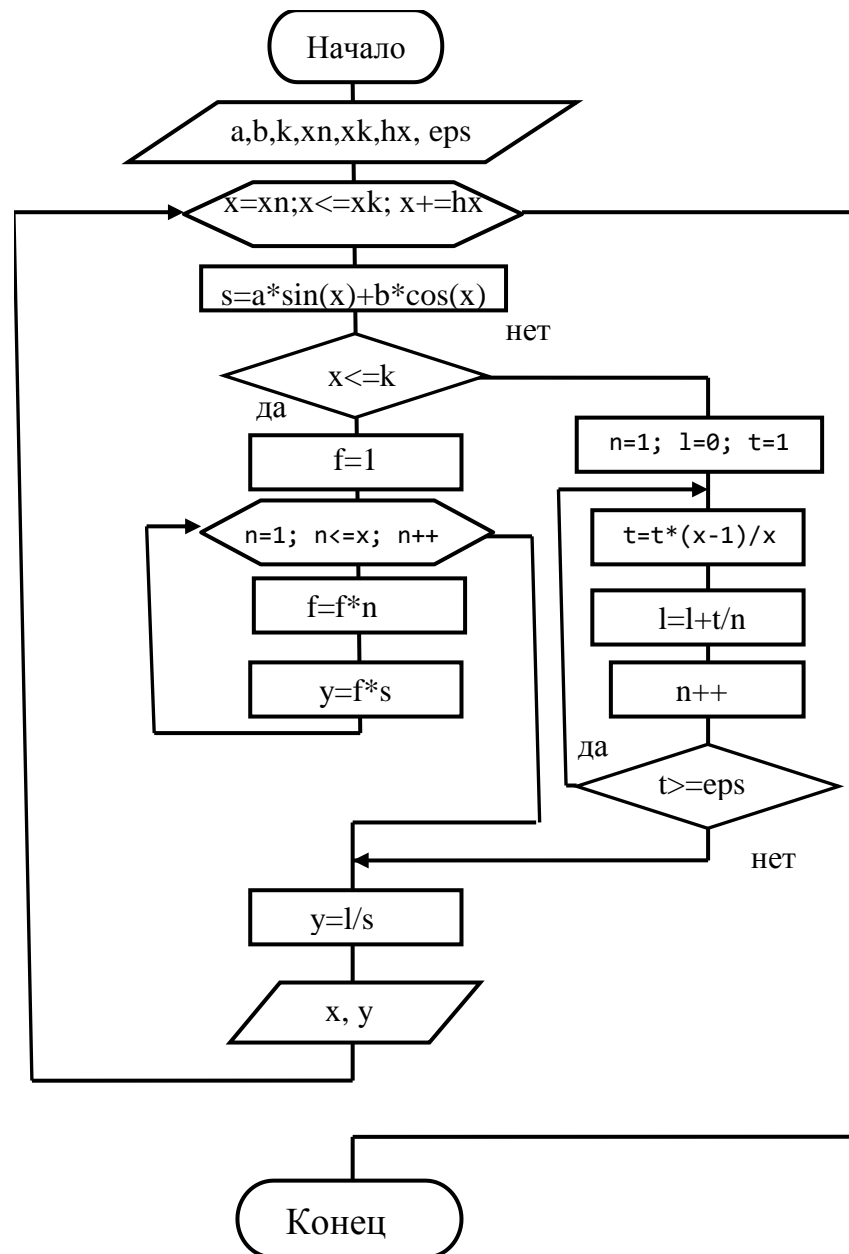 Начало
a,b,k,xn,xk,hx, eps
x=xn;x<=xk; x+=hx
s=a*sin(x)+b*cos(x)
нет
x<=k
да
n=1; l=0; t=1
f=1
n=1; n<=x; n++
t=t*(x-1)/x
f=f*n
l=l+t/n
y=f*s
n++
да
t>=eps
нет
y=l/s
x, y
Конец